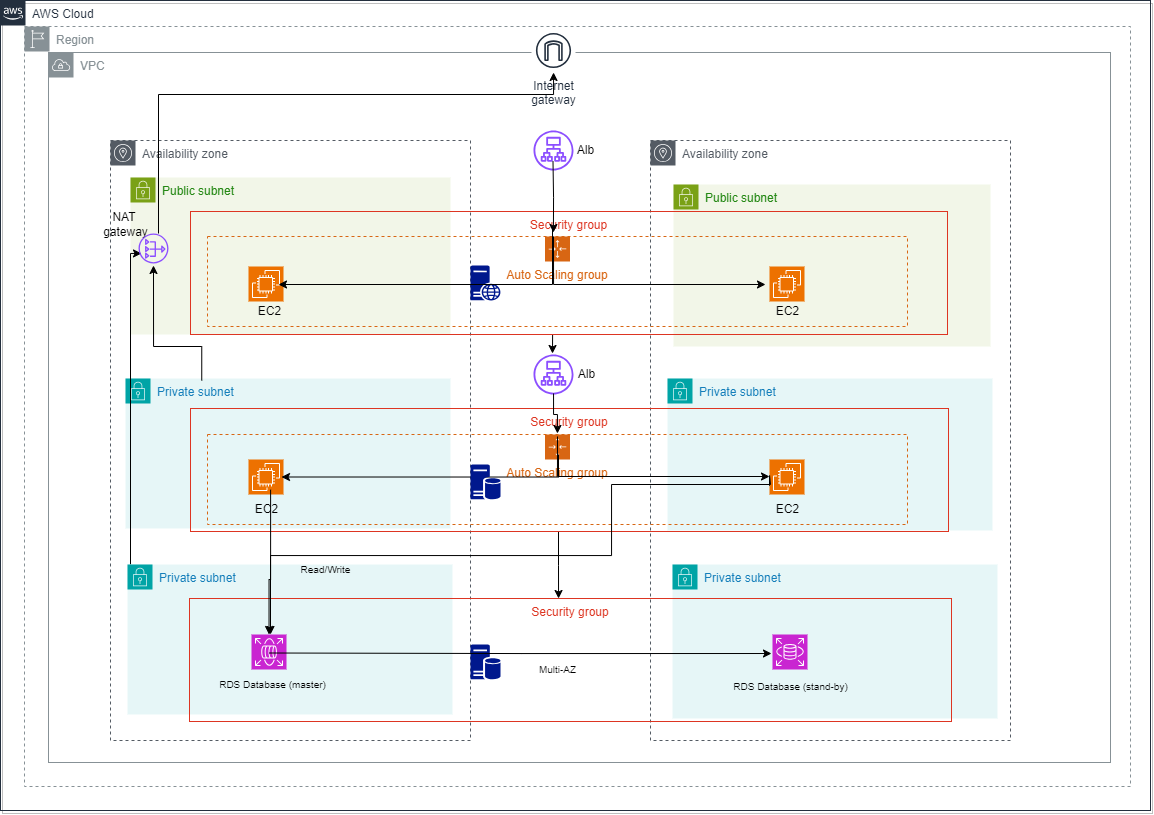 aws
AWS Cloud
Region
VPC
Internet
gateway
Alb
Availability zone
Availability zone
Public subnet
Public subnet
NAT
gateway
Security group
Auto Scaling group
EC2
EC2
Alb
Private subnet
Private subnet
Security group
Auto Scaling group
EC2
EC2
Read/Write
Private subnet
Private subnet
Security group
Multi-AZ
RDS Database (master)
RDS Database (stand-by)